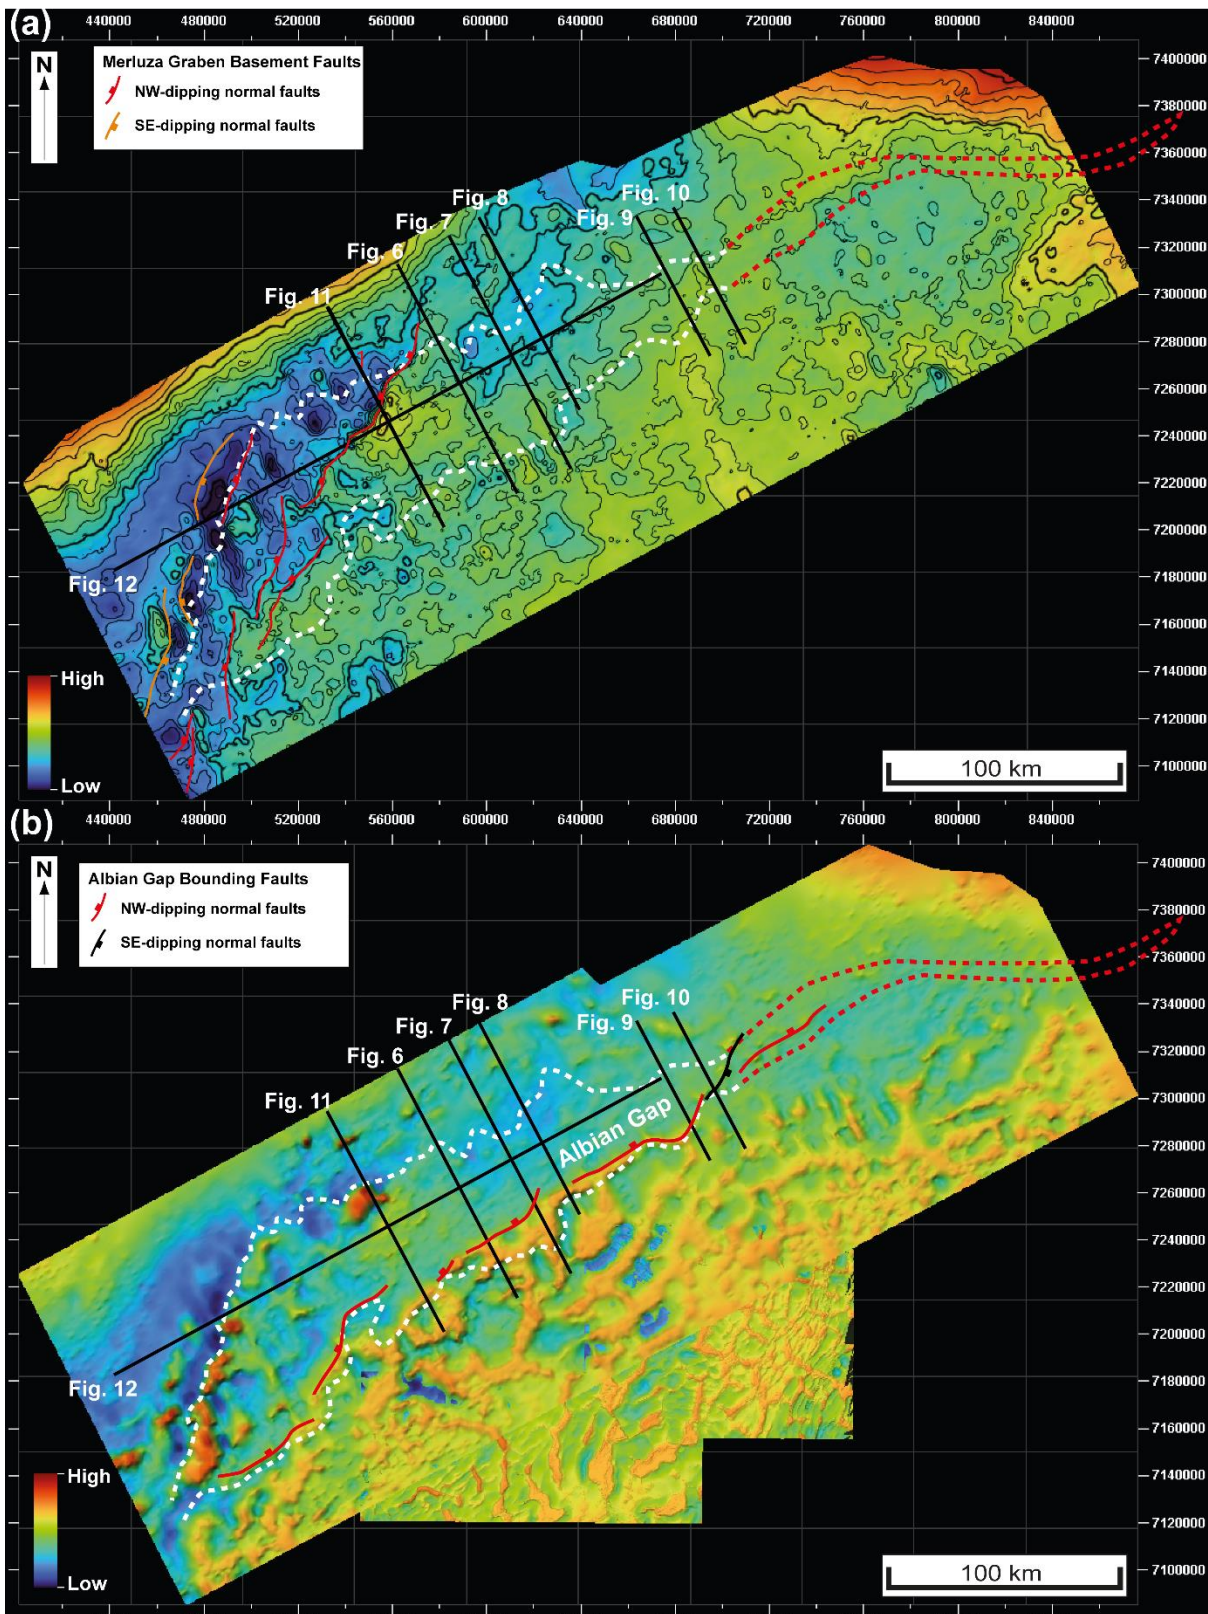 (a)
440000 480000 520000 560000 600000 640000 680000 720000 760000 800000 840000
N
Merluza Graben Basement Faults
NW-dipping normal faults
SE-dipping normal faults
7400000
7380000
7360000
7340000
7320000
7300000
7280000
7260000
7240000
7220000
7200000
7180000
7160000
7140000
7120000
7100000
Fig. 8
Fig. 10
Fig. 7
Fig. 9
Fig. 6
Fig. 11
Fig. 12
High
Low
100 km
(b)
440000 480000 520000 560000 600000 640000 680000 720000 760000 800000 840000
N
Albian Gap Bounding Faults
NW-dipping normal faults
SE-dipping normal faults
7400000
7380000
7360000
7340000
7320000
7300000
7280000
7260000
7240000
7220000
7200000
7180000
7160000
7140000
7120000
7100000
Fig. 8
Fig. 10
Fig. 7
Fig. 9
Fig. 6
Fig. 11
Albian Gap
Fig. 12
High
Low
100 km